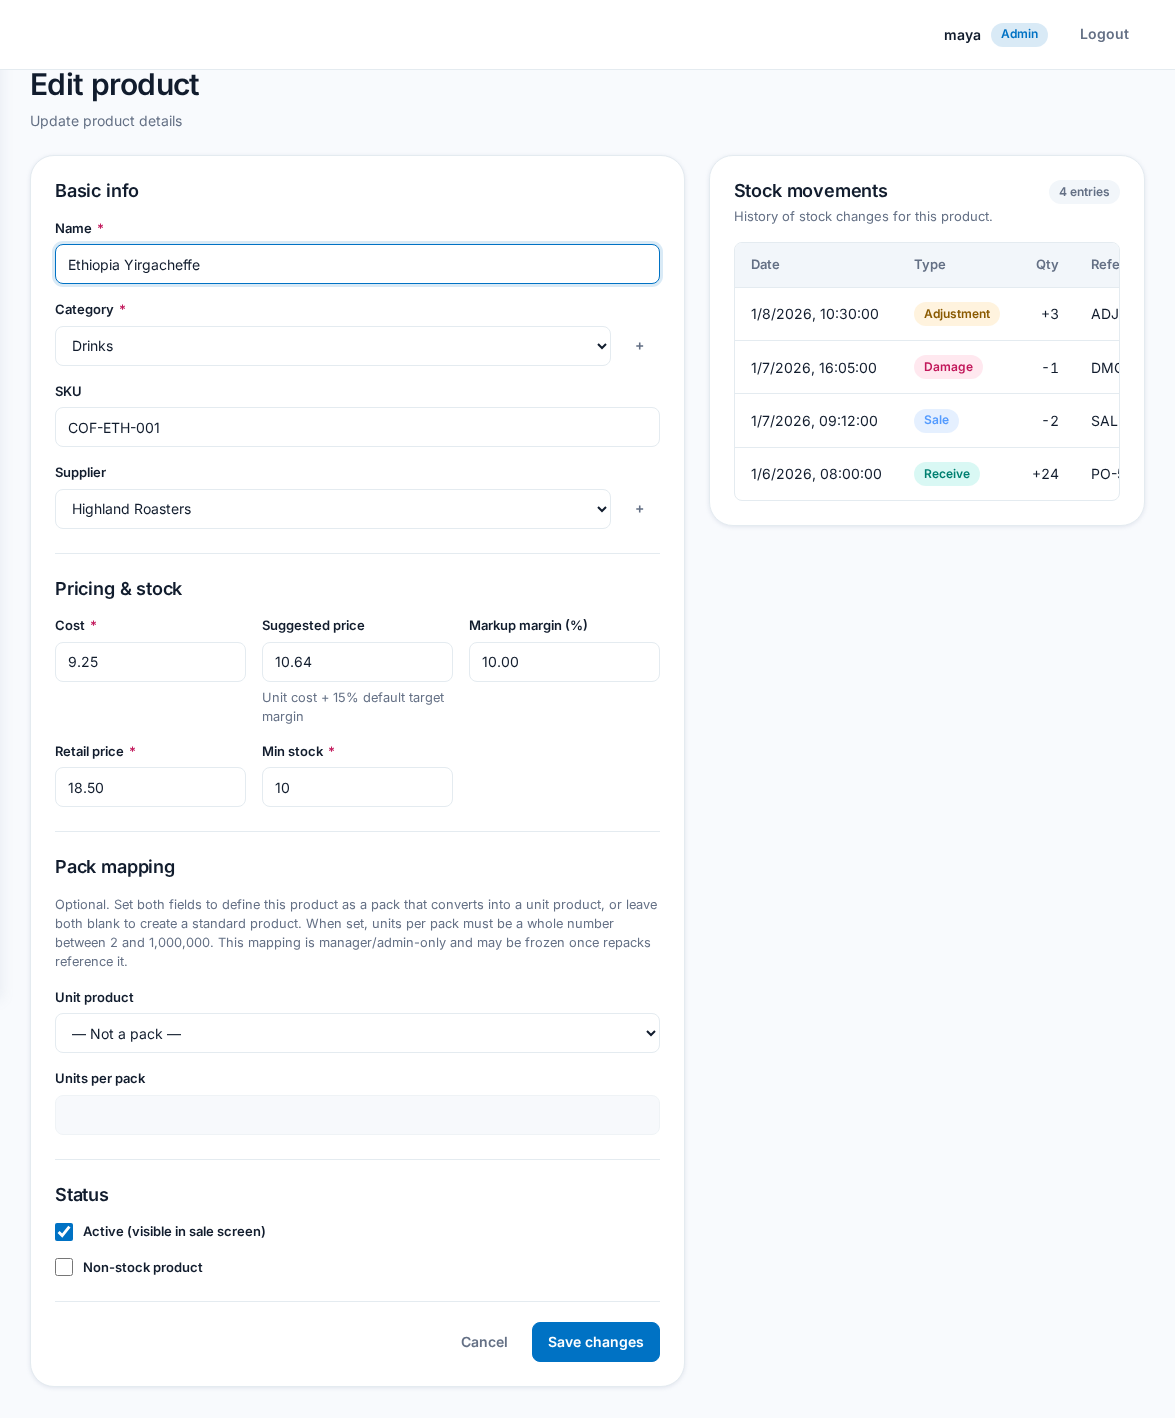 maya Admin Logout
Edit product
Update product details
Basic info
Name *
Ethiopia Yirgacheffe
Category *
Drinks
+
SKU
COF-ETH-001
Supplier
Highland Roasters
+
Pricing & stock
Cost * Suggested price Markup margin (%)
9.25 10.64 10.00
Unit cost + 15% default target
margin
Retail price * Min stock *
18.50 10
Pack mapping
Optional. Set both fields to define this product as a pack that converts into a unit product, or leave
both blank to create a standard product. When set, units per pack must be a whole number
between 2 and 1,000,000. This mapping is manager/admin-only and may be frozen once repacks
reference it.
Unit product
— Not a pack —
Units per pack
Status
Active (visible in sale screen)
Non-stock product
Cancel Save changes
Stock movements 4 entries
History of stock changes for this product.
Date Type Qty Refe
1/8/2026, 10:30:00 Adjustment +3 ADJ
1/7/2026, 16:05:00 Damage -1 DMG
1/7/2026, 09:12:00 Sale -2 SAL
1/6/2026, 08:00:00 Receive +24 PO-